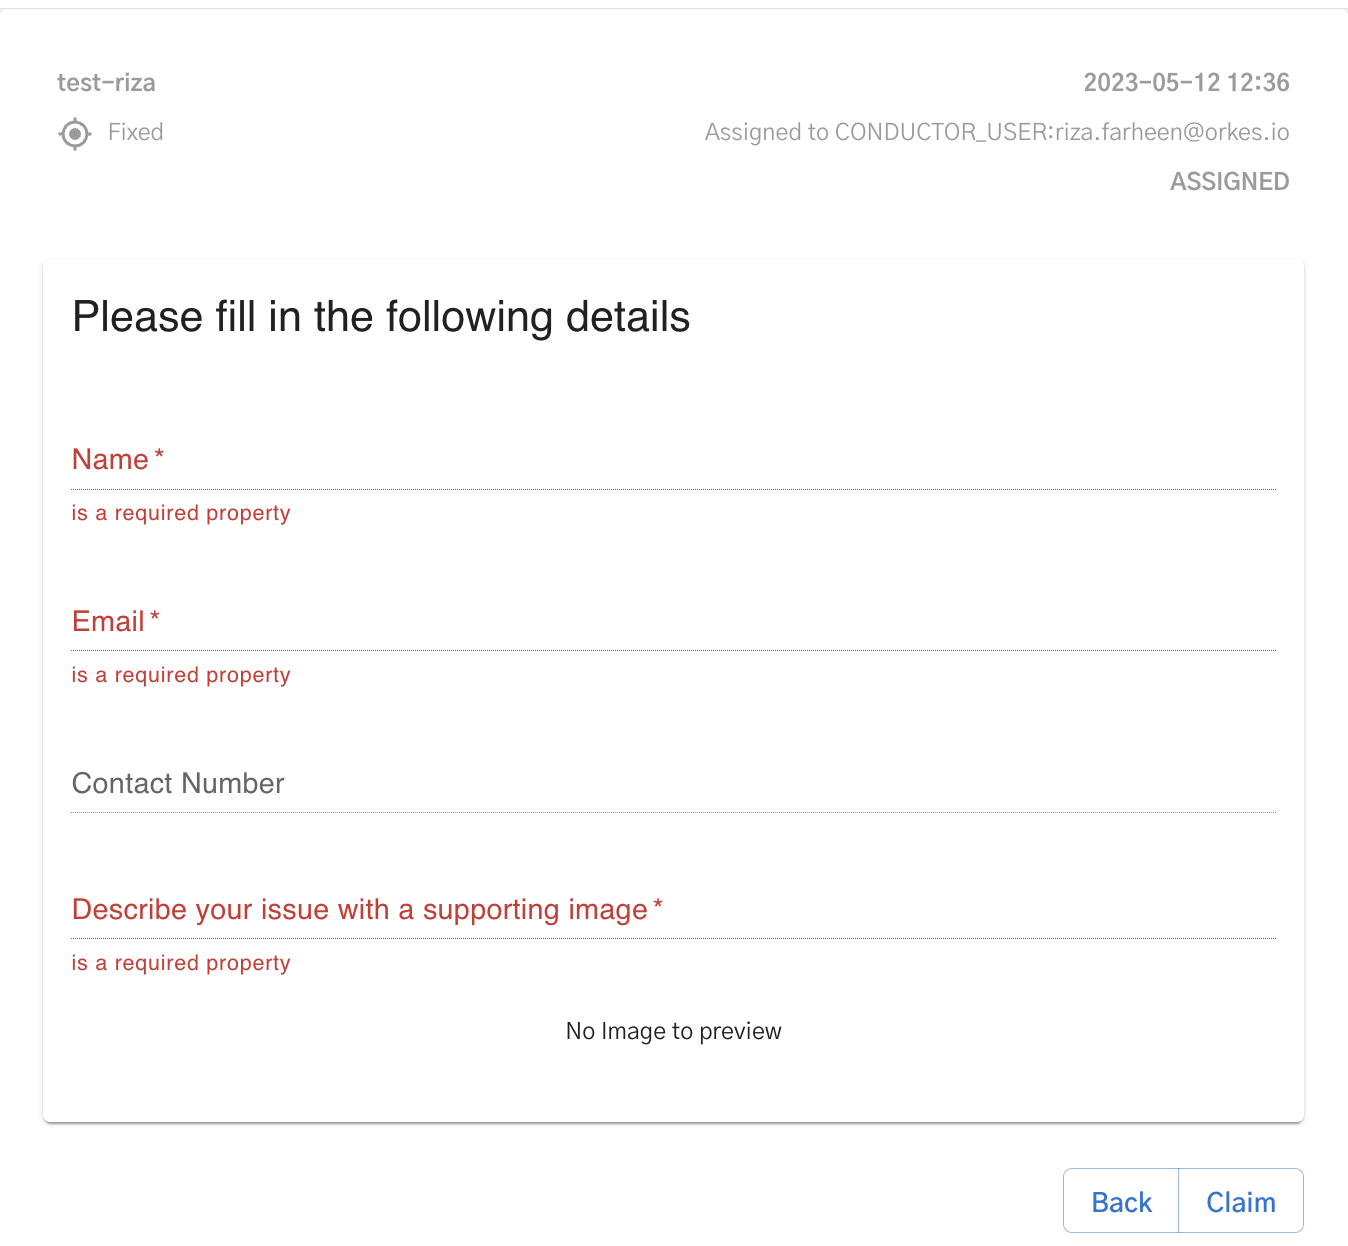 test-riza
2023-05-12 12:36
Fixed
Assigned to CONDUCTOR_USER:riza.farheen@orkes.io
ASSIGNED
Please fill in the following details
Name *
is a required property
Email *
is a required property
Contact Number
Describe your issue with a supporting image *
is a required property
No Image to preview
Back
Claim